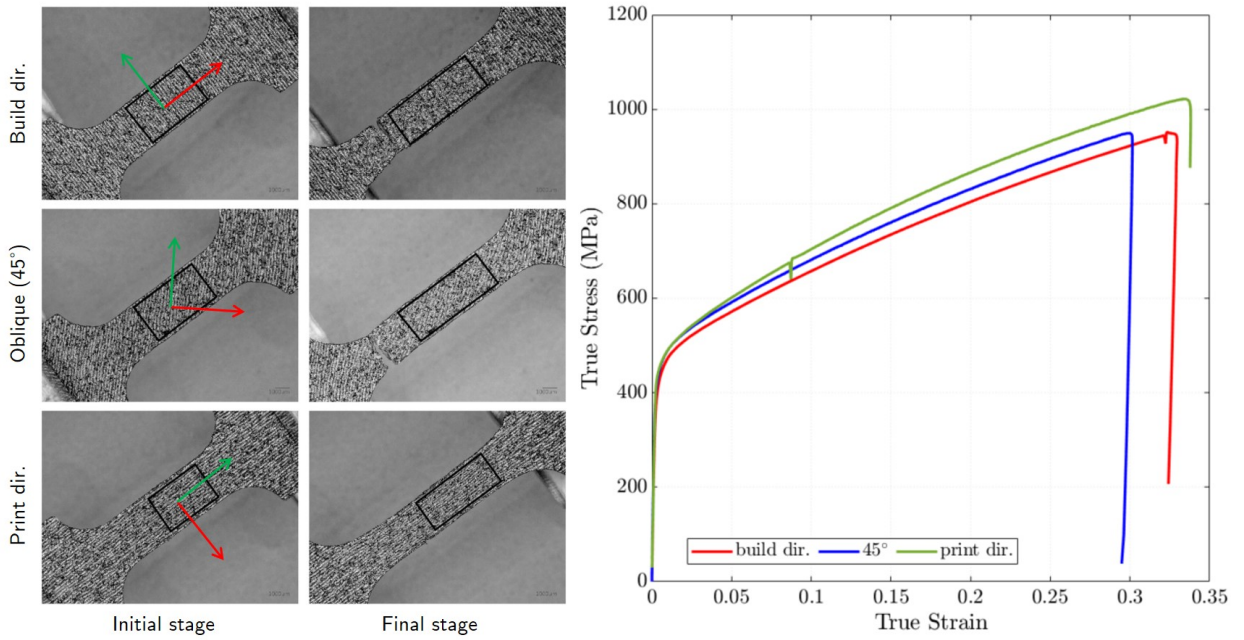 Build dir.
Oblique (45°)
Print dir.
Initial stage
Final stage
1200
1000
800
600
400
200
0
True Stress (MPa)
0
0.05
0.1
0.15
0.2
0.25
0.3
0.35
True Strain
build dir.
45°
print dir.